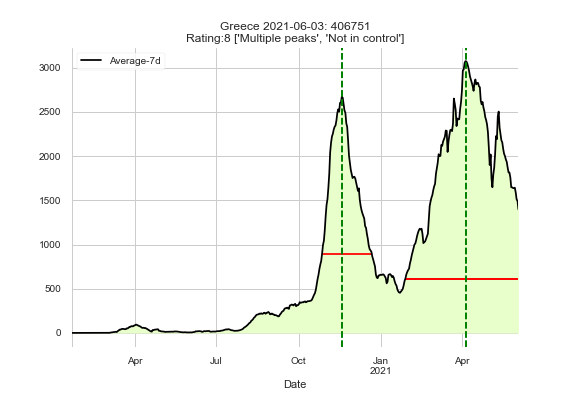 Greece 2021-06-03: 406751
Rating:8 ['Multiple peaks', 'Not in control']
Average-7d
3000
2500
2000
1500
1000
500
0
Apr
Jul
Oct
Jan
2021
Apr
Date